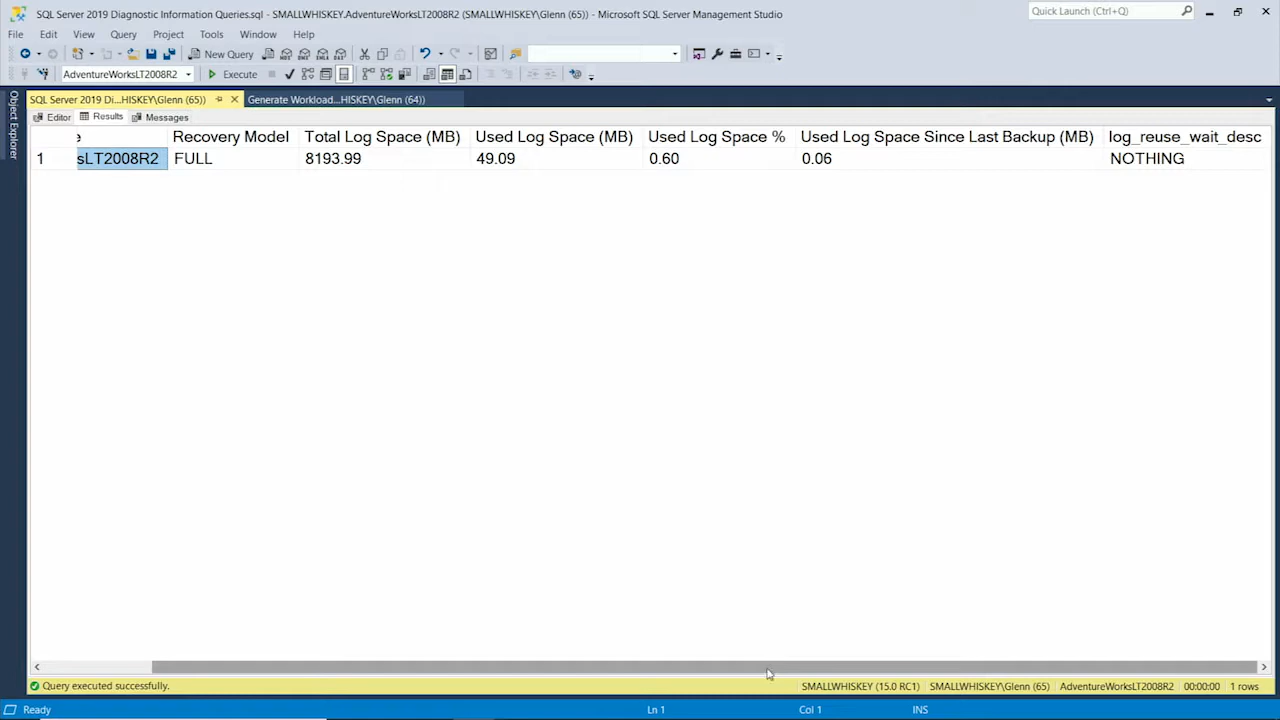 SQL Server 2019 Diagnostic Information Queries.sql - SMALLWHISKEY.AdventureWorksLT2008R2 (SMALLWHISKEY\Glenn (65)) - Microsoft SQL Server Management Studio
Quick Launch (Ctrl+Q)
File Edit View Query Project Tools Window Help
New Query
AdventureWorksLT2008R2 Execute
SQL Server 2019 Di...HISKEY\Glenn (65)) Generate Workload...HISKEY\Glenn (64))
Object Explorer
Editor Results Messages
e Recovery Model Total Log Space (MB) Used Log Space (MB) Used Log Space % Used Log Space Since Last Backup (MB) log_reuse_wait_desc
1 sLT2008R2 FULL 8193.99 49.09 0.60 0.06 NOTHING
Query executed successfully. SMALLWHISKEY (15.0 RC1) SMALLWHISKEY\Glenn (65) AdventureWorksLT2008R2 00:00:00 1 rows
Ready Ln 1 Col 1 INS